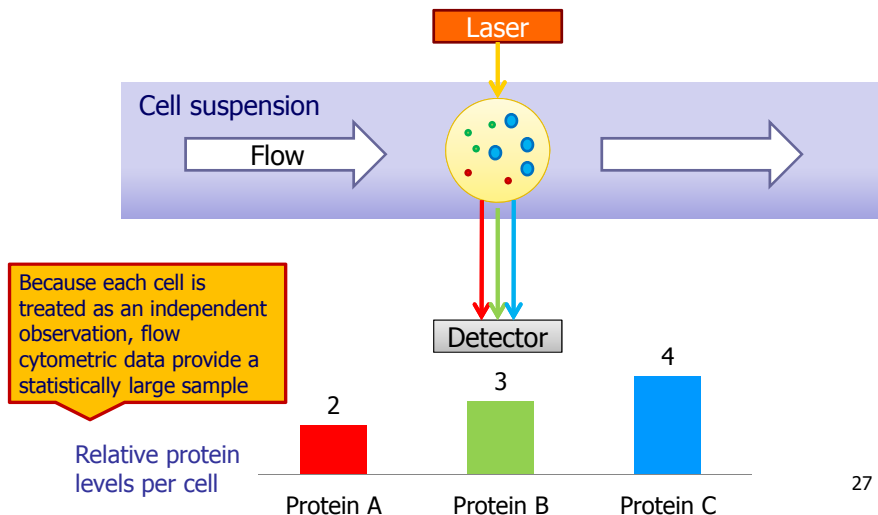 Laser
Cell suspension
Flow
Because each cell is
treated as an independent
observation, flow
cytometric data provide a
statistically large sample
Detector
2
3
4
Relative protein
levels per cell
Protein A
Protein B
Protein C
27